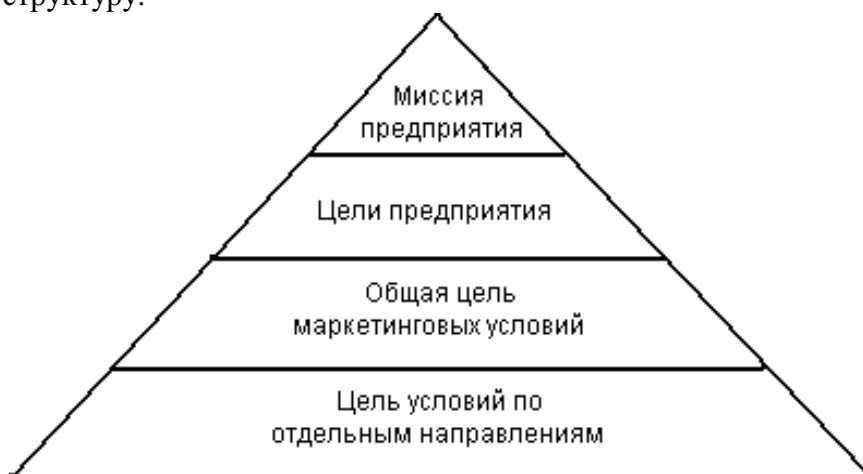 структуру.
Миссия
предприятия
Цели предприятия
Общая цель
маркетинговых условий
Цель условий по
отдельным направлениям